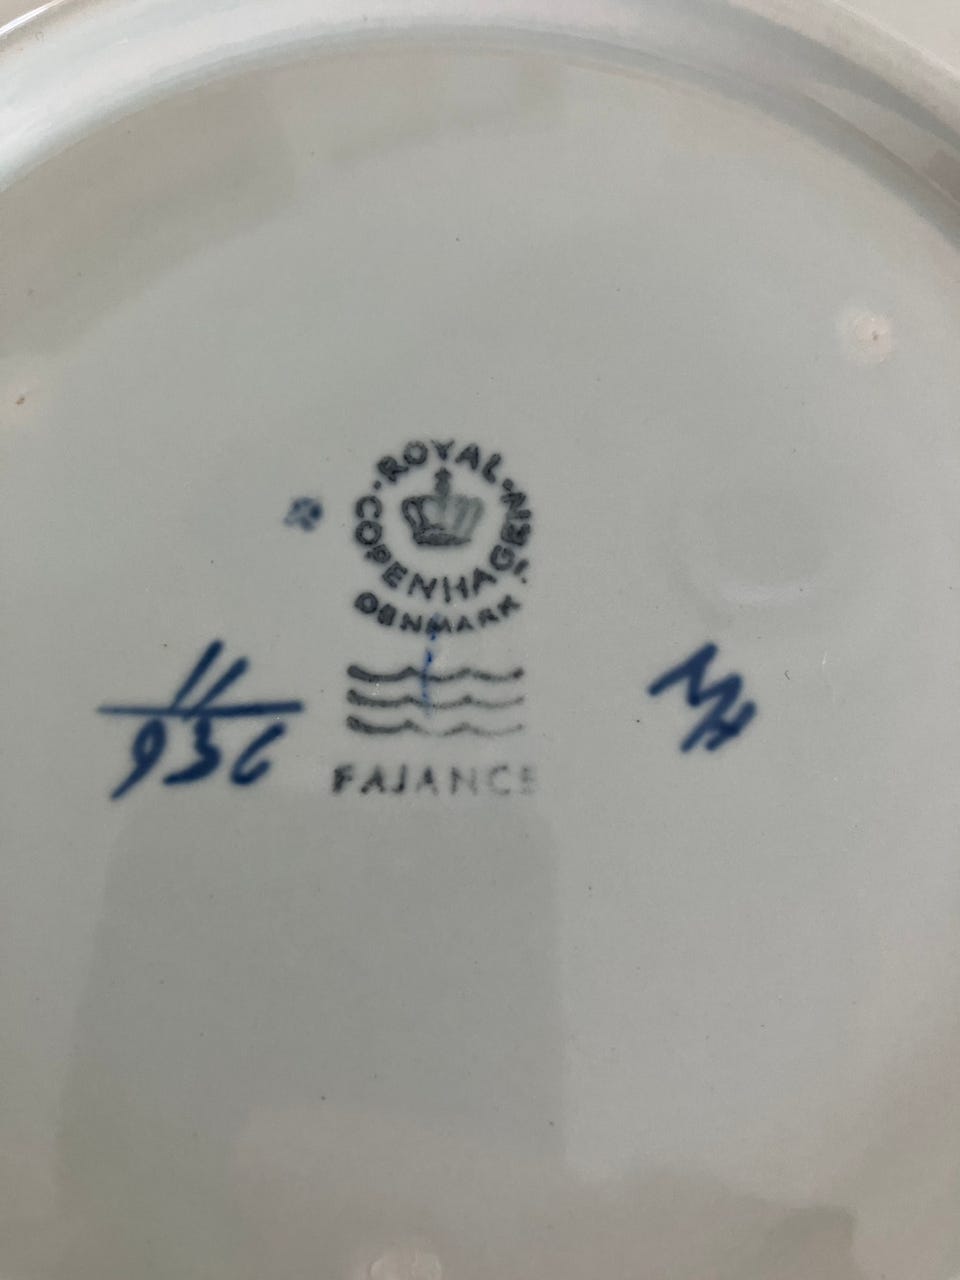 ROYAL COPENHAGEN
DENMARK
11
936
FAJANCE